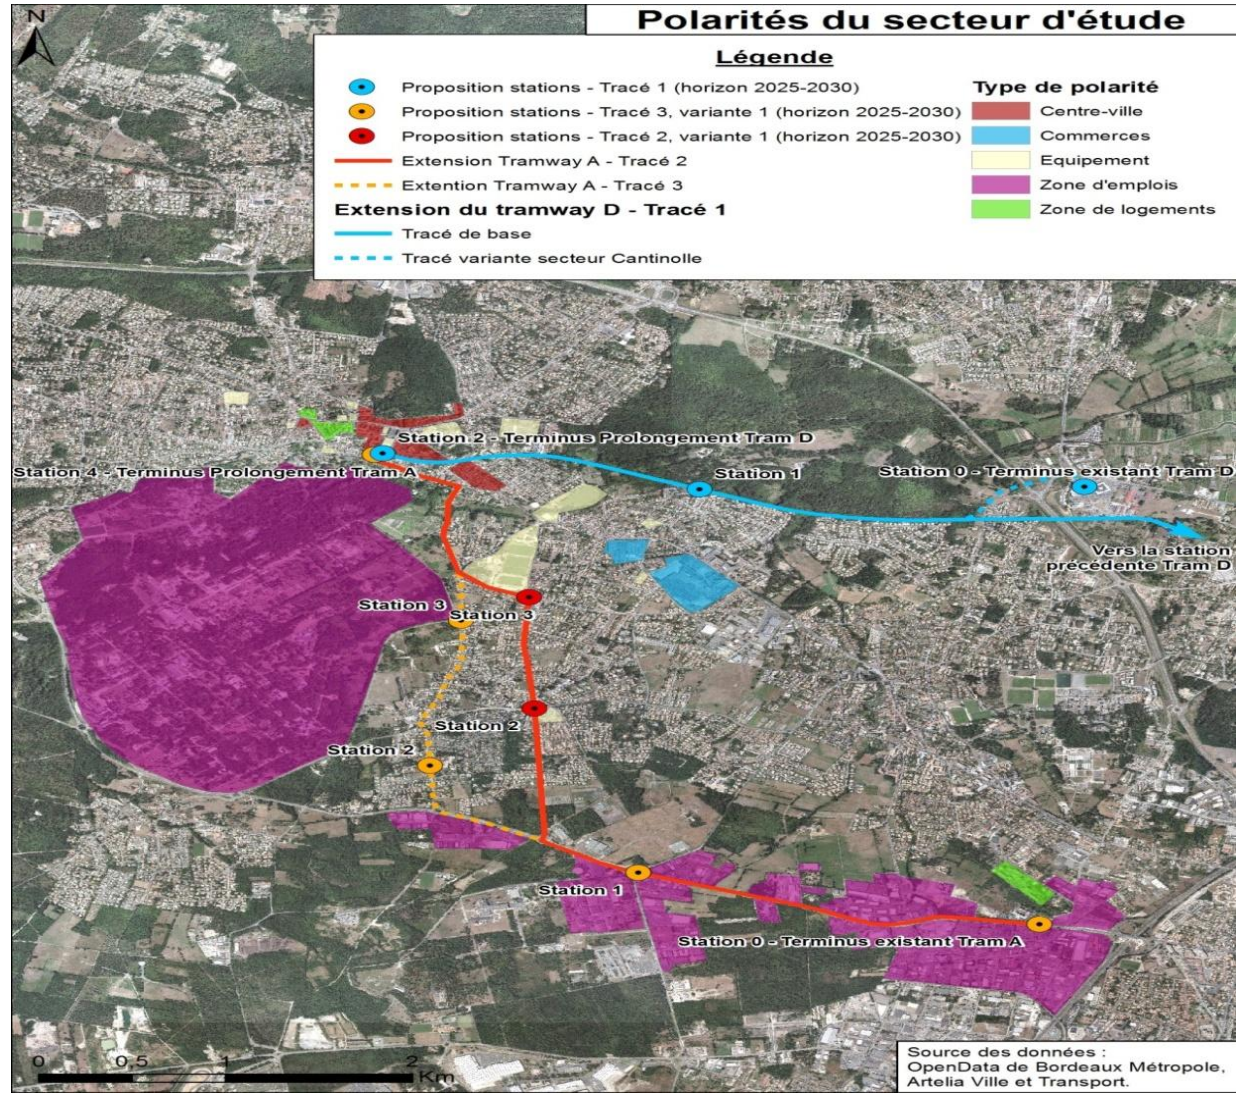 Polarités du secteur d'étude
N
Légende
Proposition stations - Tracé 1 (horizon 2025-2030)
Proposition stations - Tracé 3, variante 1 (horizon 2025-2030)
Proposition stations - Tracé 2, variante 1 (horizon 2025-2030)
Extension Tramway A - Tracé 2
Extention Tramway A - Tracé 3
Extension du tramway D - Tracé 1
Tracé de base
Tracé variante secteur Cantinolle
Type de polarité
Centre-ville
Commerces
Equipement
Zone d'emplois
Zone de logements
Station 2 - Terminus Prolongement Tram D
Station 4 - Terminus Prolongement Tram A
Station 1
Station 0 - Terminus existant Tram D
Vers la station
précédente Tram D
Station 3
Station 3
Station 2
Station 2
Station 1
Station 0 - Terminus existant Tram A
0 0,5 1 2
Km
Source des données :
OpenData de Bordeaux Métropole,
Artelia Ville et Transport.